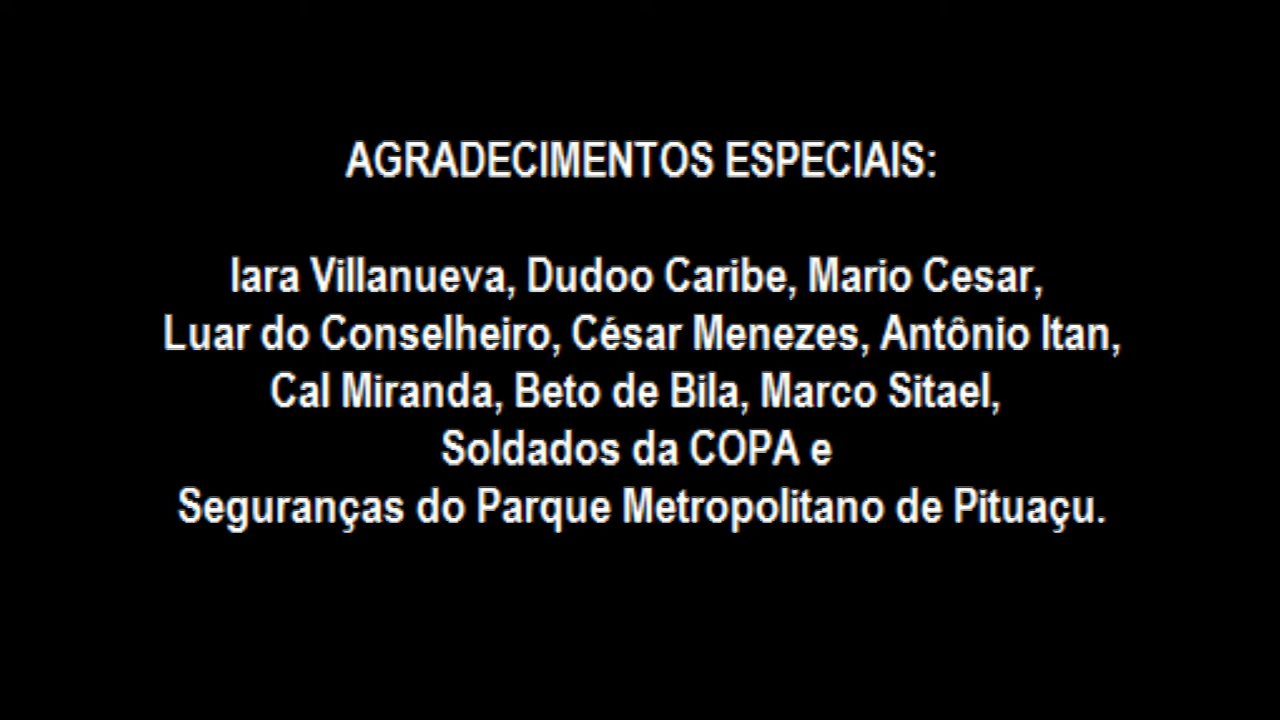 AGRADECIMENTOS ESPECIAIS:
Iara Villanueva, Dudoo Caribe, Mario Cesar,
Luar do Conselheiro, César Menezes, Antônio Itan,
Cal Miranda, Beto de Bila, Marco Sitael,
Soldados da COPA e
Seguranças do Parque Metropolitano de Pituaçu.